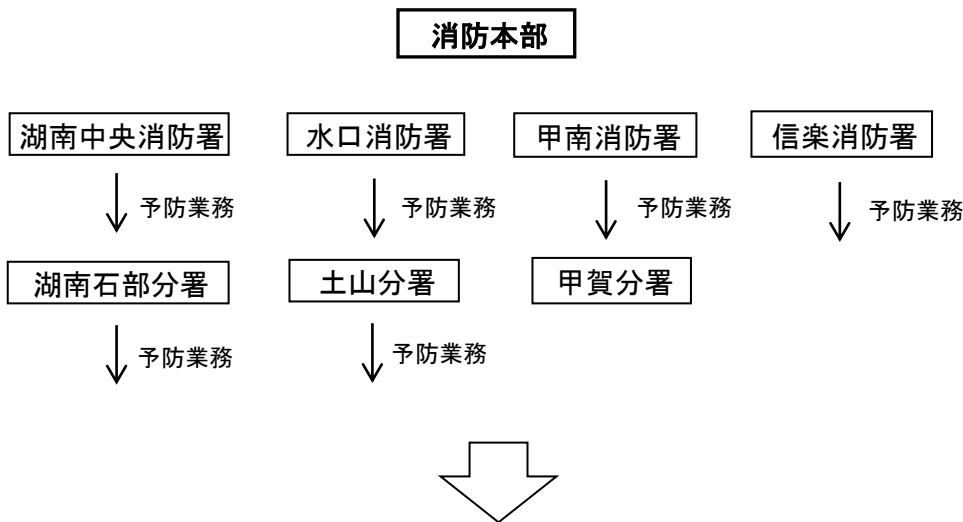 消防本部
湖南中央消防署
水口消防署
甲南消防署
信楽消防署
予防業務
予防業務
予防業務
予防業務
湖南石部分署
土山分署
甲賀分署
予防業務
予防業務